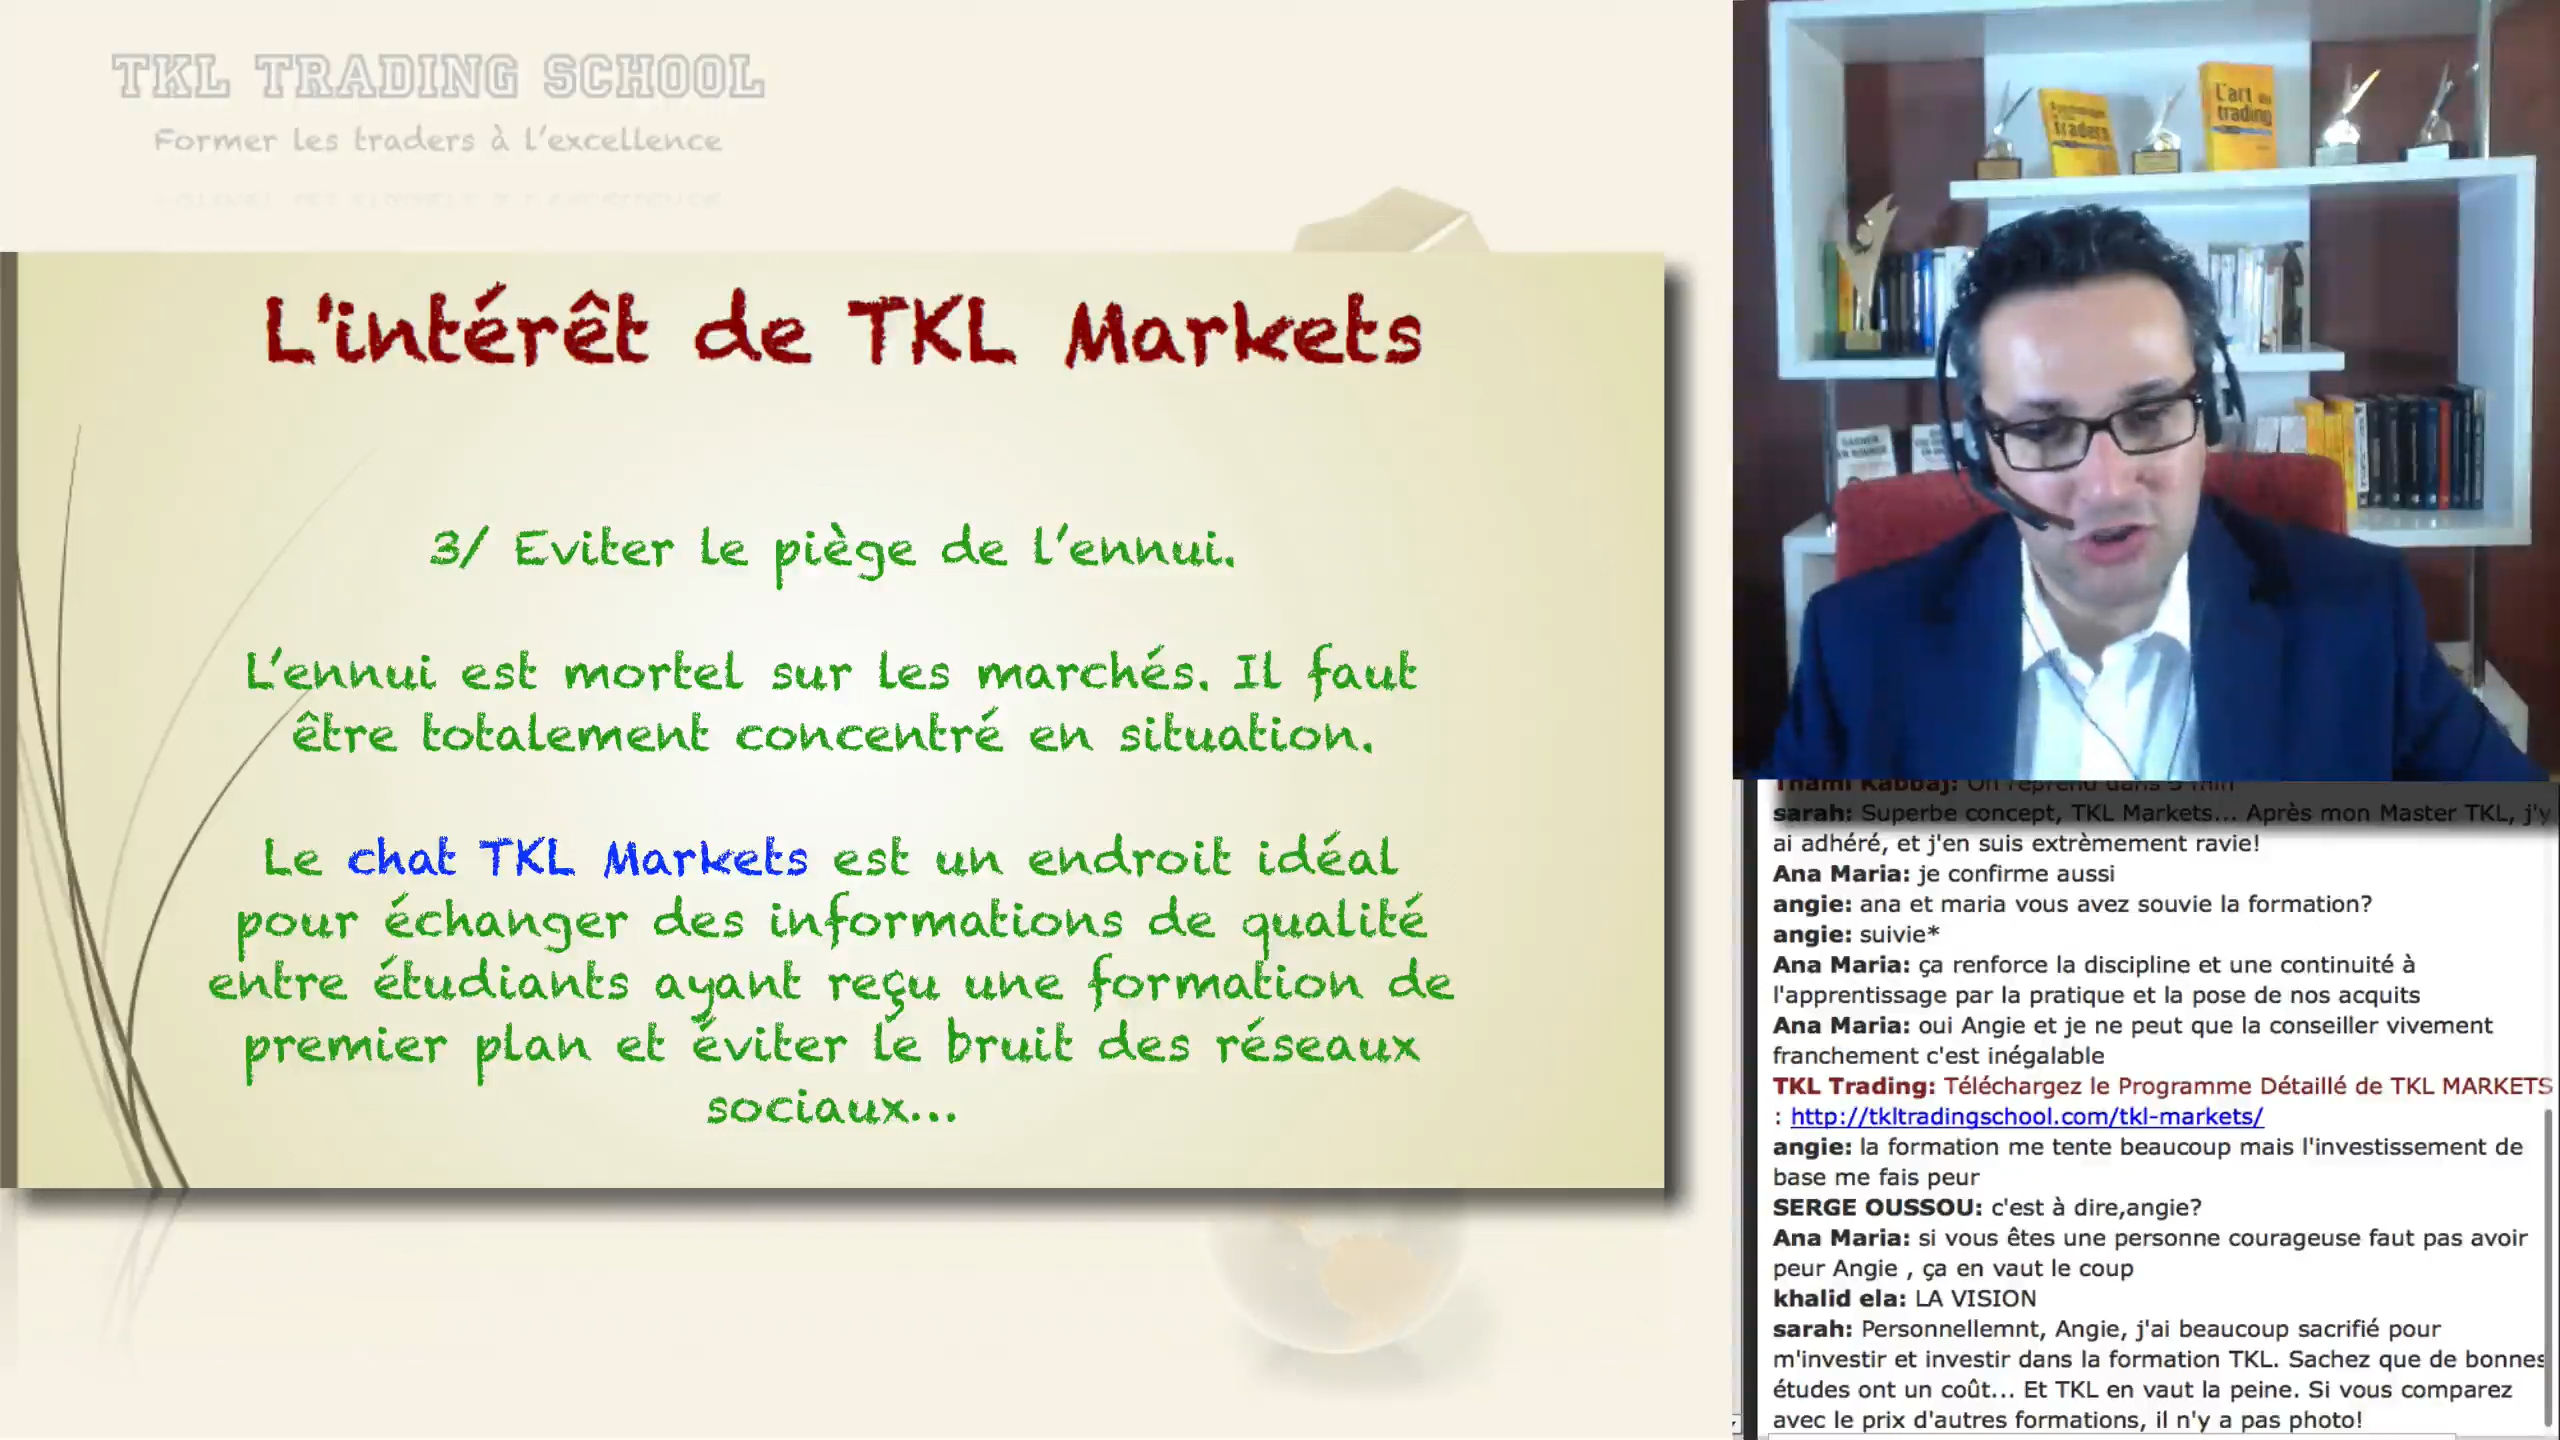 TKL TRADING SCHOOL
Former les traders à l'excellence
L'intérêt de TKL Markets
3/ Eviter le piège de l'ennui.
L'ennui est mortel sur les marchés. Il faut
être totalement concentré en situation.
Le chat TKL Markets est un endroit idéal
pour échanger des informations de qualité
entre étudiants ayant reçu une formation de
premier plan et éviter le bruit des réseaux
sociaux...
traders
L'art du
trading
Thami Kabbaj: On reprend dans 5 min
sarah: Superbe concept, TKL Markets... Après mon Master TKL, j'y
ai adhéré, et j'en suis extrèmement ravie!
Ana Maria: je confirme aussi
angie: ana et maria vous avez souvie la formation?
angie: suivie*
Ana Maria: ça renforce la discipline et une continuité à
l'apprentissage par la pratique et la pose de nos acquits
Ana Maria: oui Angie et je ne peut que la conseiller vivement
franchement c'est inégalable
TKL Trading: Téléchargez le Programme Détaillé de TKL MARKETS
: http://tkltradingschool.com/tkl-markets/
angie: la formation me tente beaucoup mais l'investissement de
base me fais peur
SERGE OUSSOU: c'est à dire,angie?
Ana Maria: si vous êtes une personne courageuse faut pas avoir
peur Angie , ça en vaut le coup
khalid ela: LA VISION
sarah: Personnellemnt, Angie, j'ai beaucoup sacrifié pour
m'investir et investir dans la formation TKL. Sachez que de bonnes
études ont un coût... Et TKL en vaut la peine. Si vous comparez
avec le prix d'autres formations, il n'y a pas photo!